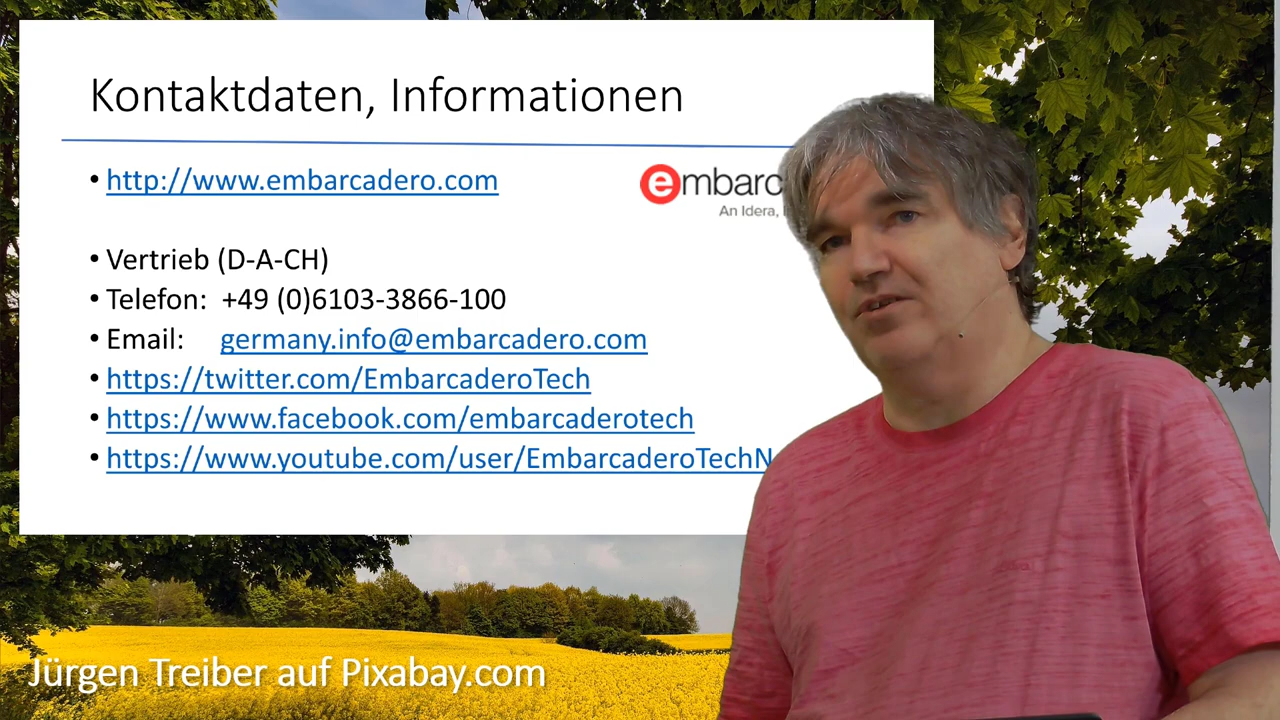 Kontaktdaten, Informationen
• http://www.embarcadero.com
embarc
An Idera,
• Vertrieb (D-A-CH)
• Telefon: +49 (0)6103-3866-100
• Email: germany.info@embarcadero.com
• https://twitter.com/EmbarcaderoTech
• https://www.facebook.com/embarcaderotech
• https://www.youtube.com/user/EmbarcaderoTechN
Jürgen Treiber auf Pixabay.com